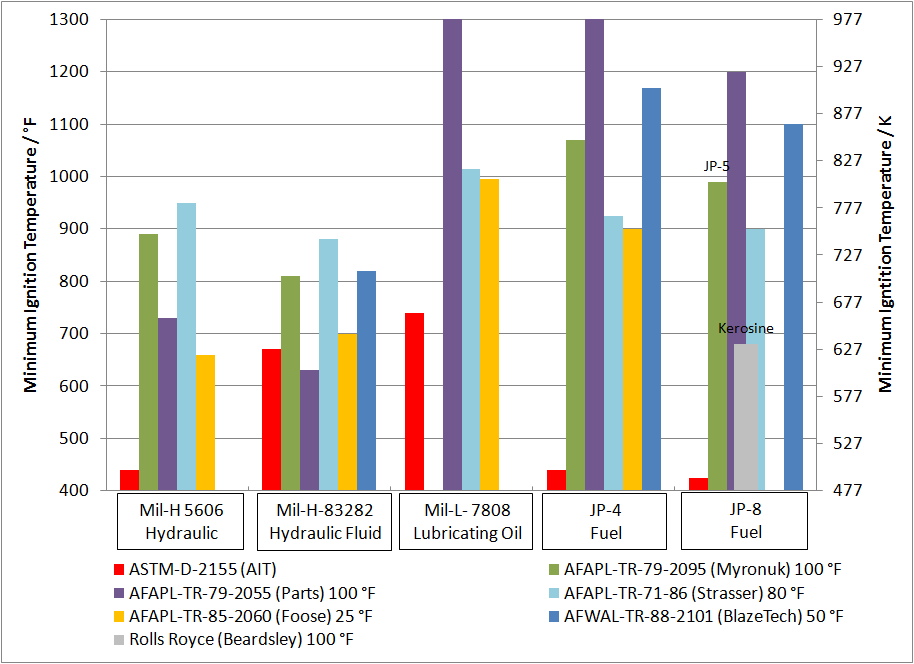 1300
1200
1100
1000
900
800
700
600
500
400
Minimum Ignition Temperature / °F
977
927
877
827
777
727
677
627
577
527
477
Minimum Igntition Temperature / K
JP-5
Kerosine
Mil-H 5606
Hydraulic
Mil-H-83282
Hydraulic Fluid
Mil-L- 7808
Lubricating Oil
JP-4
Fuel
JP-8
Fuel
ASTM-D-2155 (AIT)
AFAPL-TR-79-2095 (Myronuk) 100 °F
AFAPL-TR-79-2055 (Parts) 100 °F
AFAPL-TR-71-86 (Strasser) 80 °F
AFAPL-TR-85-2060 (Foose) 25 °F
AFWAL-TR-88-2101 (BlazeTech) 50 °F
Rolls Royce (Beardsley) 100 °F